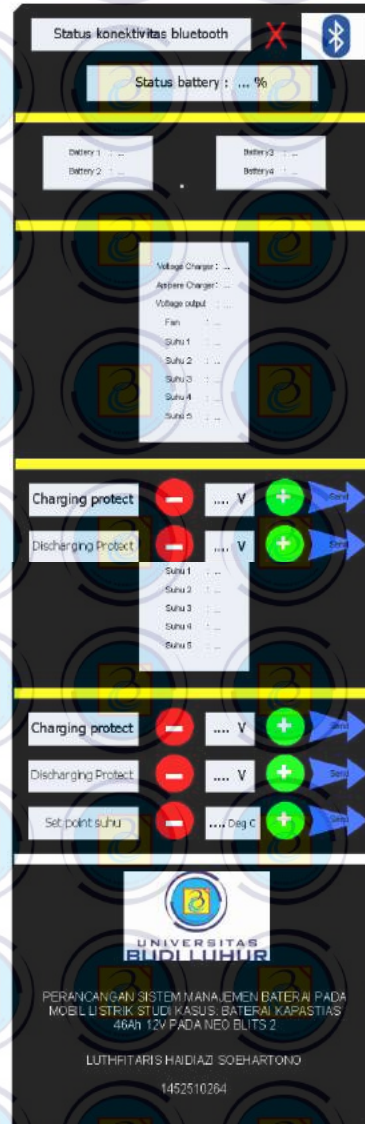 Status konektivitas bluetooth X
Status battery : ... %
Battery 1 : ...
Battery 2 : ...
Battery3 : ...
Battery4 : ...
Voltage Charger : ...
Ampere Charger : ...
Voltage output : ...
Fan : ...
Suhu 1 : ...
Suhu 2 : ...
Suhu 3 : ...
Suhu 4 : ...
Suhu 5 : ...
Charging protect − .... V + Send
Discharging Protect − .... V + Send
Suhu 1 : ...
Suhu 2 : ...
Suhu 3 : ...
Suhu 4 : ...
Suhu 5 : ...
Charging protect − .... V + Send
Discharging Protect − .... V + Send
Set point suhu − .... Deg C + Send
UNIVERSITAS
BUDI LUHUR
PERANCANGAN SISTEM MANAJEMEN BATERAI PADA
MOBIL LISTRIK STUDI KASUS: BATERAI KAPASTIAS
46Ah 12V PADA NEO BLITS 2
LUTHFITARIS HAIDIAZI SOEHARTONO
1452510264